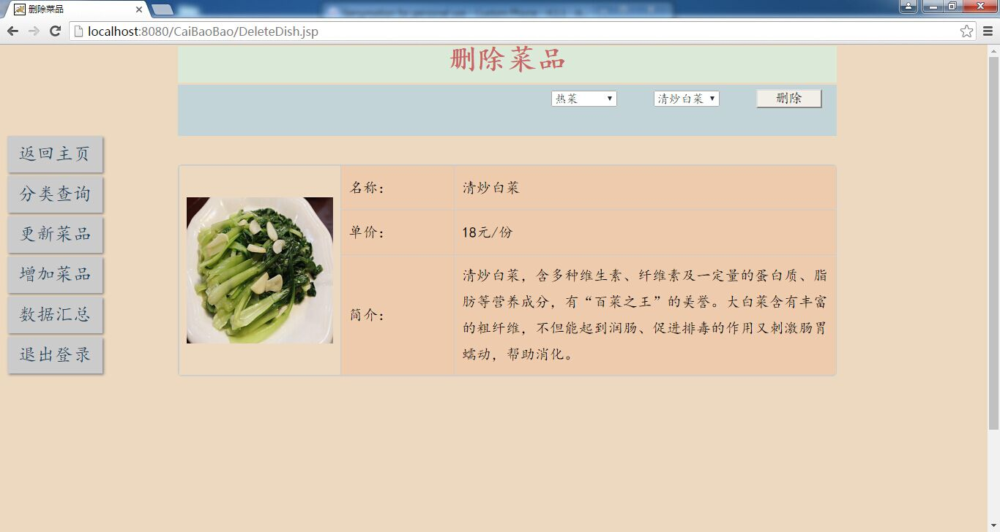 删除菜品
localhost:8080/CaiBaoBao/DeleteDish.jsp
删除菜品
热菜
清炒白菜
删除
返回主页
分类查询
更新菜品
增加菜品
数据汇总
退出登录
名称：
清炒白菜
单价：
18元/份
简介：
清炒白菜，含多种维生素、纤维素及一定量的蛋白质、脂
肪等营养成分，有“百菜之王”的美誉。大白菜含有丰富
的粗纤维，不但能起到润肠、促进排毒的作用又刺激肠胃
蠕动，帮助消化。